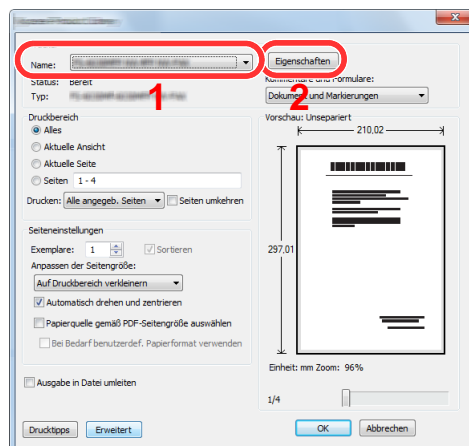 Name:
Eigenschaften
Status: Bereit
Kommentare und Formulare:
Typ:
Dokument und Markierungen
1
2
Druckbereich
Alles
Aktuelle Ansicht
Aktuelle Seite
Seiten 1 - 4
Drucken: Alle angegeb. Seiten Seiten umkehren
Vorschau: Unsepariert
210,02
297,01
Seiteneinstellungen
Exemplare: 1 Sortieren
Anpassen der Seitengröße:
Auf Druckbereich verkleinern
Automatisch drehen und zentrieren
Papierquelle gemäß PDF-Seitengröße auswählen
Bei Bedarf benutzerdef. Papierformat verwenden
Einheit: mm Zoom: 96%
Ausgabe in Datei umleiten
1/4
Drucktipps Erweitert OK Abbrechen